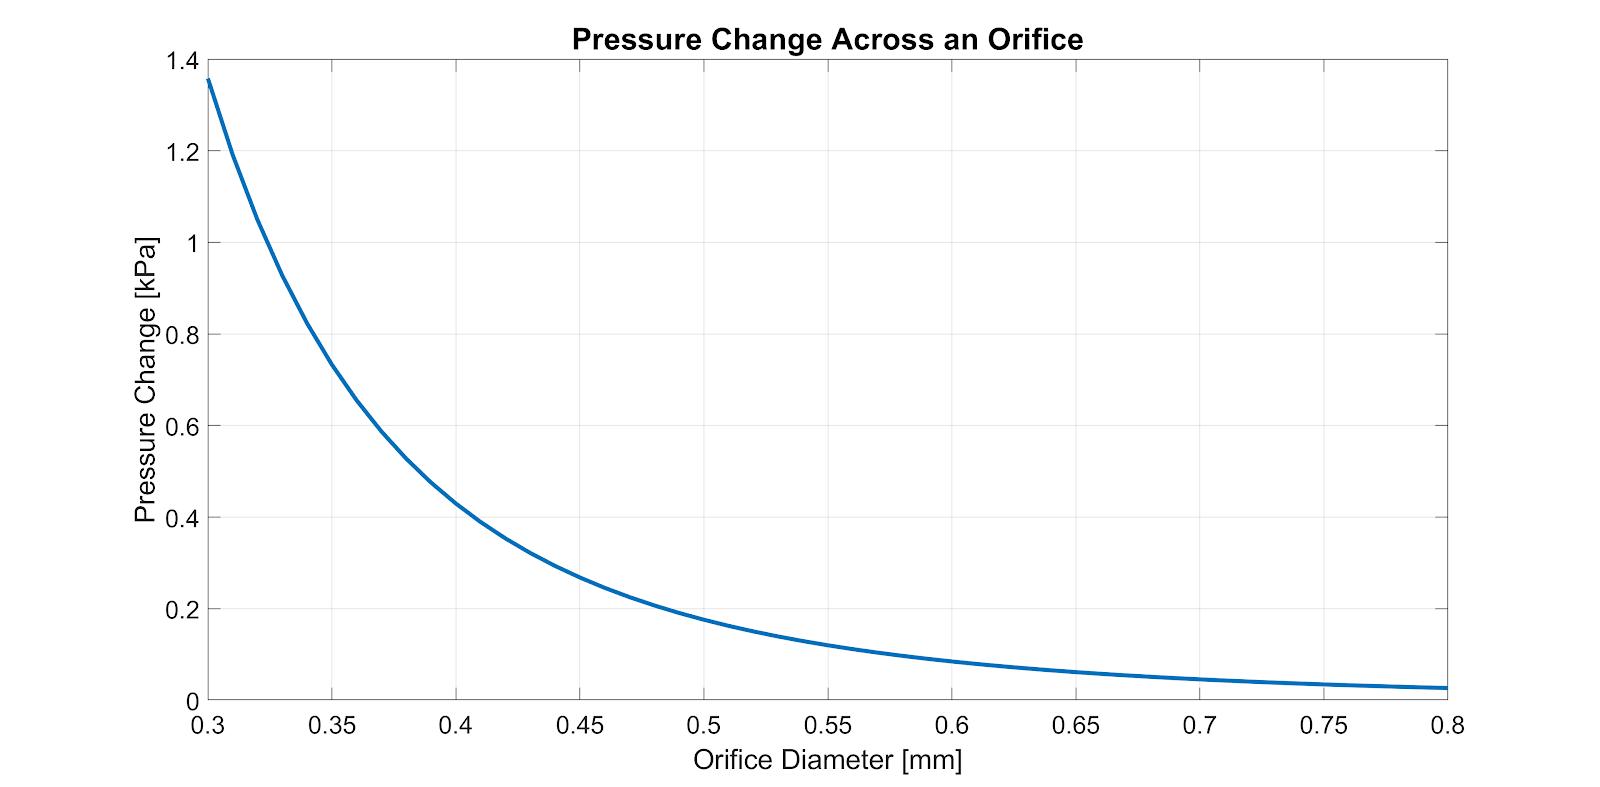 Pressure Change Across an Orifice
1.4
1.2
1
0.8
0.6
0.4
0.2
0
Pressure Change [kPa]
0.3 0.35 0.4 0.45 0.5 0.55 0.6 0.65 0.7 0.75 0.8
Orifice Diameter [mm]